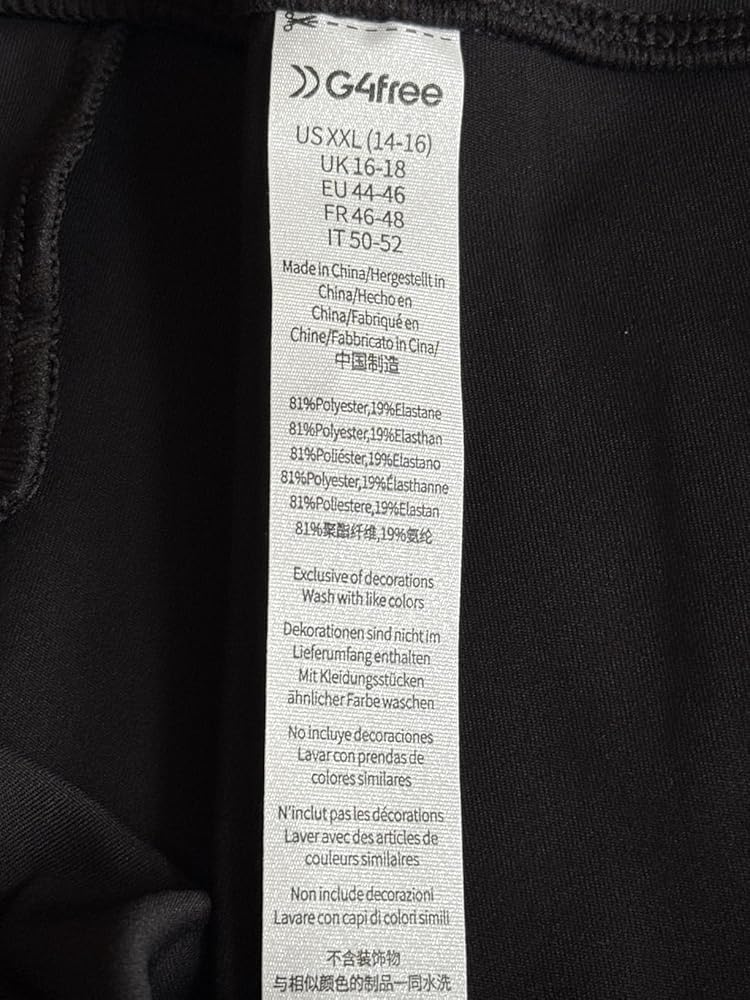 G4free
US XXL (14-16)
UK 16-18
EU 44-46
FR 46-48
IT 50-52
Made in China/Hergestellt in
China/Hecho en
China/Fabriqué en
Chine/Fabbricato in Cina/
中国制造
81%Polyester,19%Elastane
81%Polyester,19%Elasthan
81%Poliéster,19%Elastano
81%Polyester,19%Élasthanne
81%Poliestere,19%Elastan
81%聚酯纤维,19%氨纶
Exclusive of decorations
Wash with like colors
Dekorationen sind nicht im
Lieferumfang enthalten
Mit Kleidungsstücken
ähnlicher Farbe waschen
No incluye decoraciones
Lavar con prendas de
colores similares
N'inclut pas les décorations
Laver avec des articles de
couleurs similaires
Non include decorazioni
Lavare con capi di colori simili
不含装饰物
与相似颜色的制品一同水洗